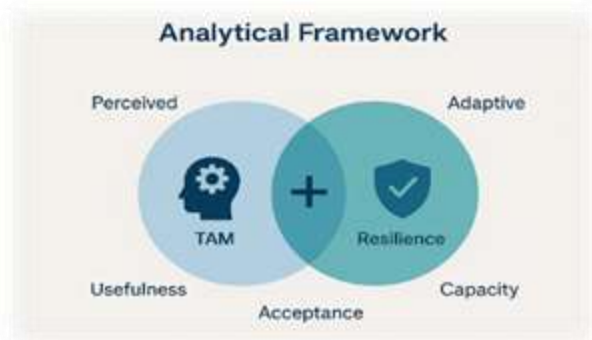 Analytical Framework
Perceived
Adaptive
TAM
+
Resilience
Usefulness
Capacity
Acceptance